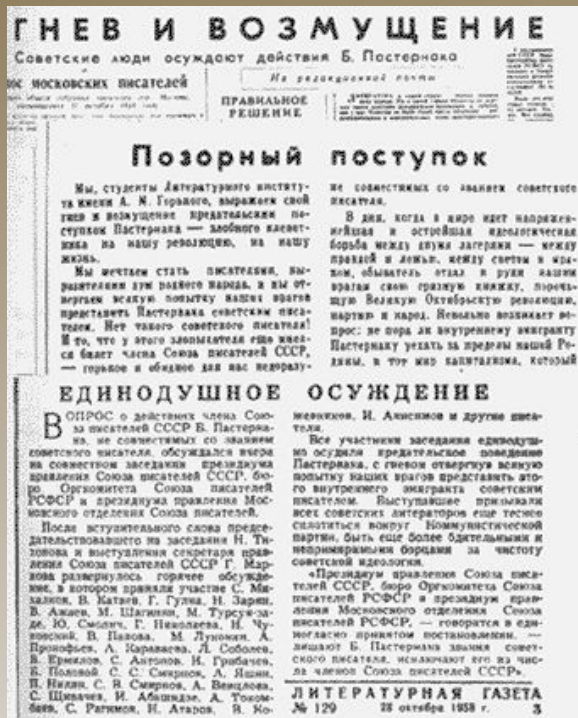 ГНЕВ И ВОЗМУЩЕНИЕ
Советские люди осуждают действия Б. Пастернака
московских писателей
Из редакционной почты
ПРАВИЛЬНОЕ
РЕШЕНИЕ
Позорный поступок
Мы, студенты Литературного институ-
та имени А. М. Горького, выражаем свой
гнев и возмущение предательским по-
ступком Пастернака — злобного клевет-
ника на нашу революцию, на нашу
жизнь.
Мы мечтаем стать писателями, вы-
разителями дум родного народа, и мы от-
вергаем всякую попытку наших врагов
представить Пастернака советским писа-
телем. Нет такого советского писателя!
И то, что у этого злопыхателя еще имел-
ся билет члена Союза писателей СССР,
— горькое и обидное для нас недоразу-
не совместимых со званием советского
писателя.
В дни, когда в мире идет напряжен-
нейшая и острейшая идеологическая
борьба между двумя лагерями — между
правдой и ложью, между светом и мра-
ком, обыватель отдал в руки нашим
врагам свою грязную книжку, пороча-
щую Великую Октябрьскую революцию,
партию и народ. Невольно возникает во-
прос: не пора ли внутреннему эмигранту
Пастернаку уехать за пределы нашей Ро-
дины, в тот мир капитализма, который
ЕДИНОДУШНОЕ ОСУЖДЕНИЕ
ВОПРОС о действиях члена Сою-
за писателей СССР Б. Пастерна-
ка, не совместимых со званием
советского писателя, обсуждался вчера
на совместном заседании президиума
правления Союза писателей СССР, бю-
ро Оргкомитета Союза писателей
РСФСР и президиума правления Мос-
ковского отделения Союза писателей.
После вступительного слова предсе-
дательствовавшего на заседании Н. Ти-
хонова и выступления секретаря прав-
ления Союза писателей СССР Г. Мар-
кова развернулось горячее обсужде-
ние, в котором приняли участие С. Ми-
халков, В. Катаев, Г. Гулиа, Н. Зарян,
В. Ажаев, М. Шагинян, М. Турсун-за-
де, Ю. Смолич, Г. Николаева, Н. Чу-
ковский, В. Панова, М. Луконин, А.
Прокофьев, А. Караваева, Л. Соболев,
В. Ермилов, С. Антонов, Н. Грибачев,
Б. Полевой, С. С. Смирнов, А. Яшин,
П. Нилин, С. В. Смирнов, А. Венцлова,
С. Щипачев, И. Абашидзе, А. Током-
баев, С. Рагимов, Н. Атаров, В. Ко-
жевников, И. Анисимов и другие писа-
тели.
Все участники заседания единодуш-
но осудили предательское поведение
Пастернака, с гневом отвергнув всякую
попытку наших врагов представить это-
го внутреннего эмигранта советским
писателем. Выступавшие призывали
всех советских литераторов еще теснее
сплотиться вокруг Коммунистической
партии, быть еще более бдительными и
непримиримыми борцами за чистоту
советской идеологии.
«Президиум правления Союза писа-
телей СССР, бюро Оргкомитета Союза
писателей РСФСР и президиум прав-
ления Московского отделения Союза
писателей РСФСР, — говорится в еди-
ногласно принятом постановлении, —
лишают Б. Пастернака звания совет-
ского писателя, исключают его из чис-
ла членов Союза писателей СССР».
ЛИТЕРАТУРНАЯ ГАЗЕТА
№ 129 28 октября 1958 г. 3